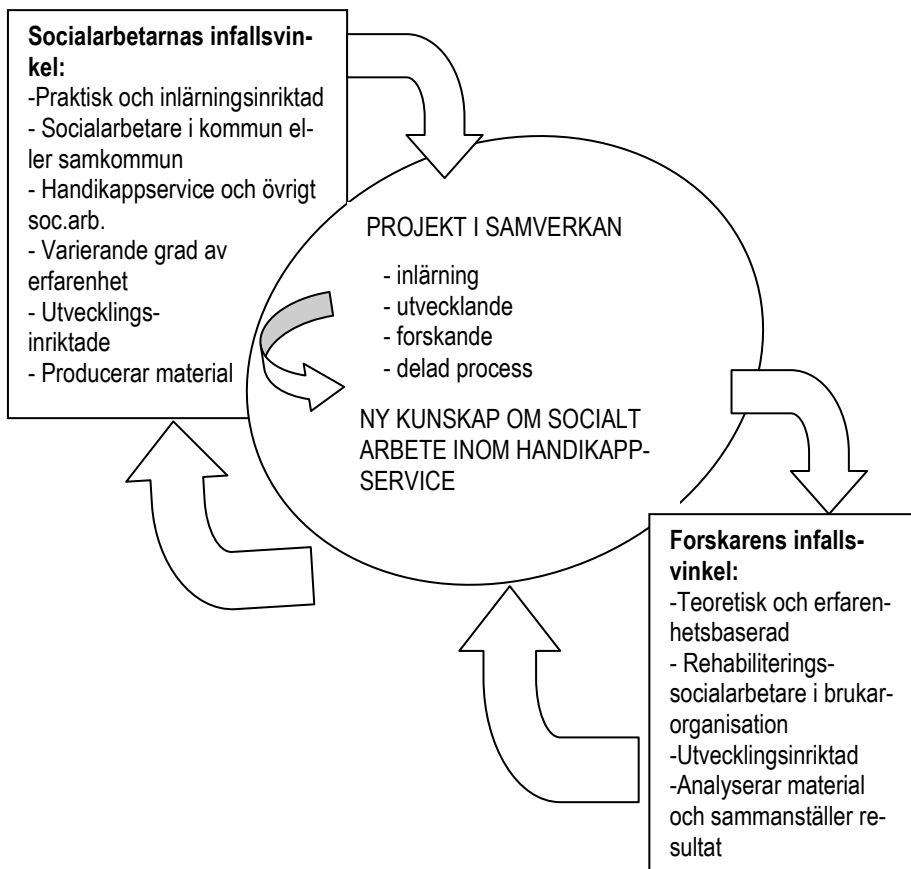 Socialarbetarnas infallsvin-
kel:
-Praktisk och inlärningsinriktad
- Socialarbetare i kommun el-
ler samkommun
- Handikappservice och övrigt
soc.arb.
- Varierande grad av
erfarenhet
- Utvecklings-
inriktade
- Producerar material
PROJEKT I SAMVERKAN
- inlärning
- utvecklande
- forskande
- delad process
NY KUNSKAP OM SOCIALT
ARBETE INOM HANDIKAPP-
SERVICE
Forskarens infalls-
vinkel:
-Teoretisk och erfaren-
hetsbaserad
- Rehabiliterings-
socialarbetare i brukar-
organisation
-Utvecklingsinriktad
-Analyserar material
och sammanställer re-
sultat